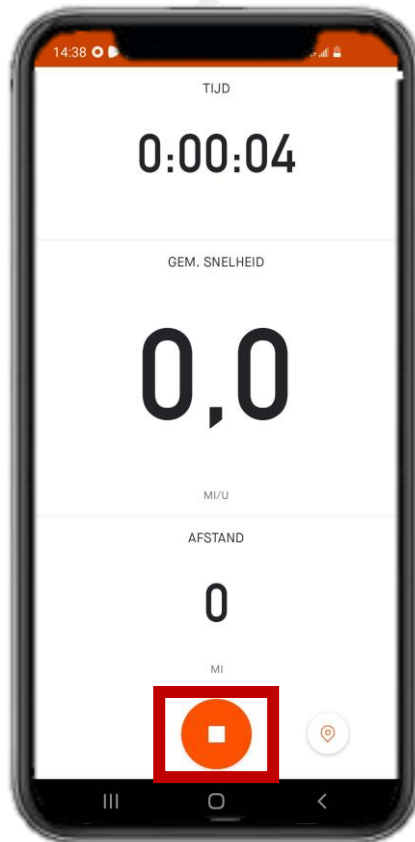 14:38
TIJD
0:00:04
GEM. SNELHEID
0,0
MI/U
AFSTAND
0
MI